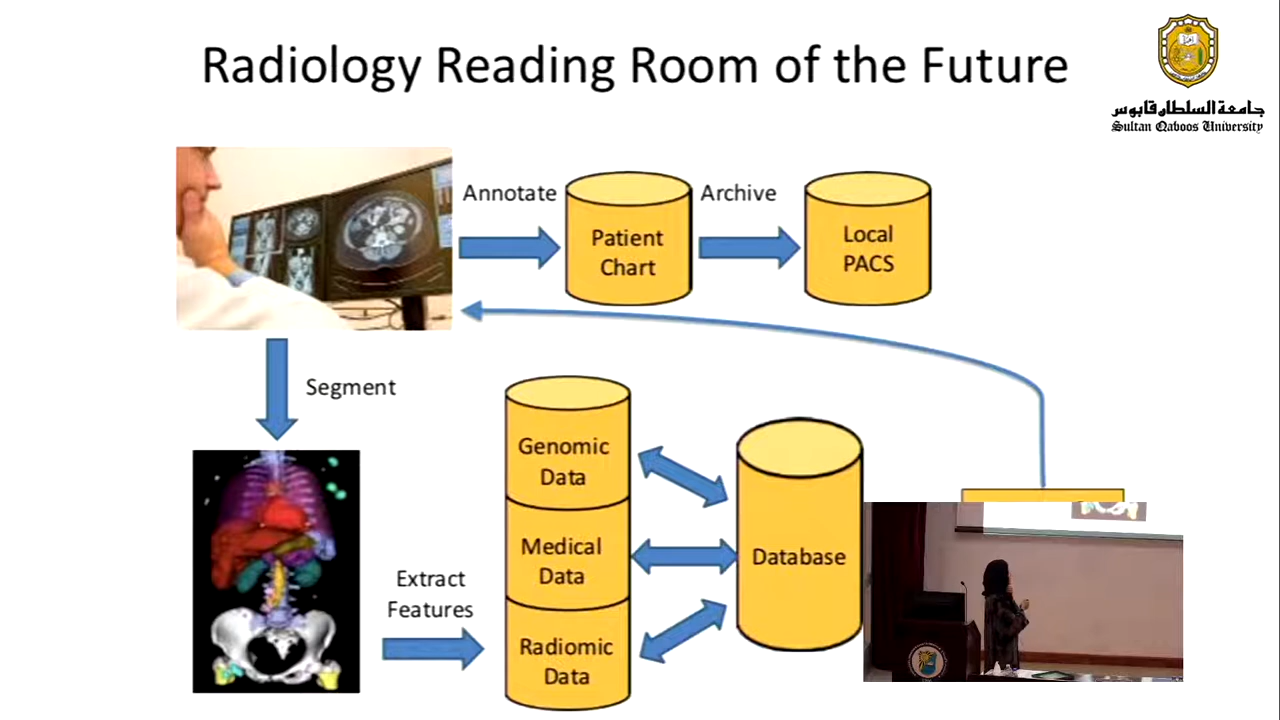 Radiology Reading Room of the Future
جامعة السلطان قابوس
Sultan Qaboos University
Annotate
Patient
Chart
Archive
Local
PACS
Segment
Extract
Features
Genomic
Data
Medical
Data
Radiomic
Data
Database